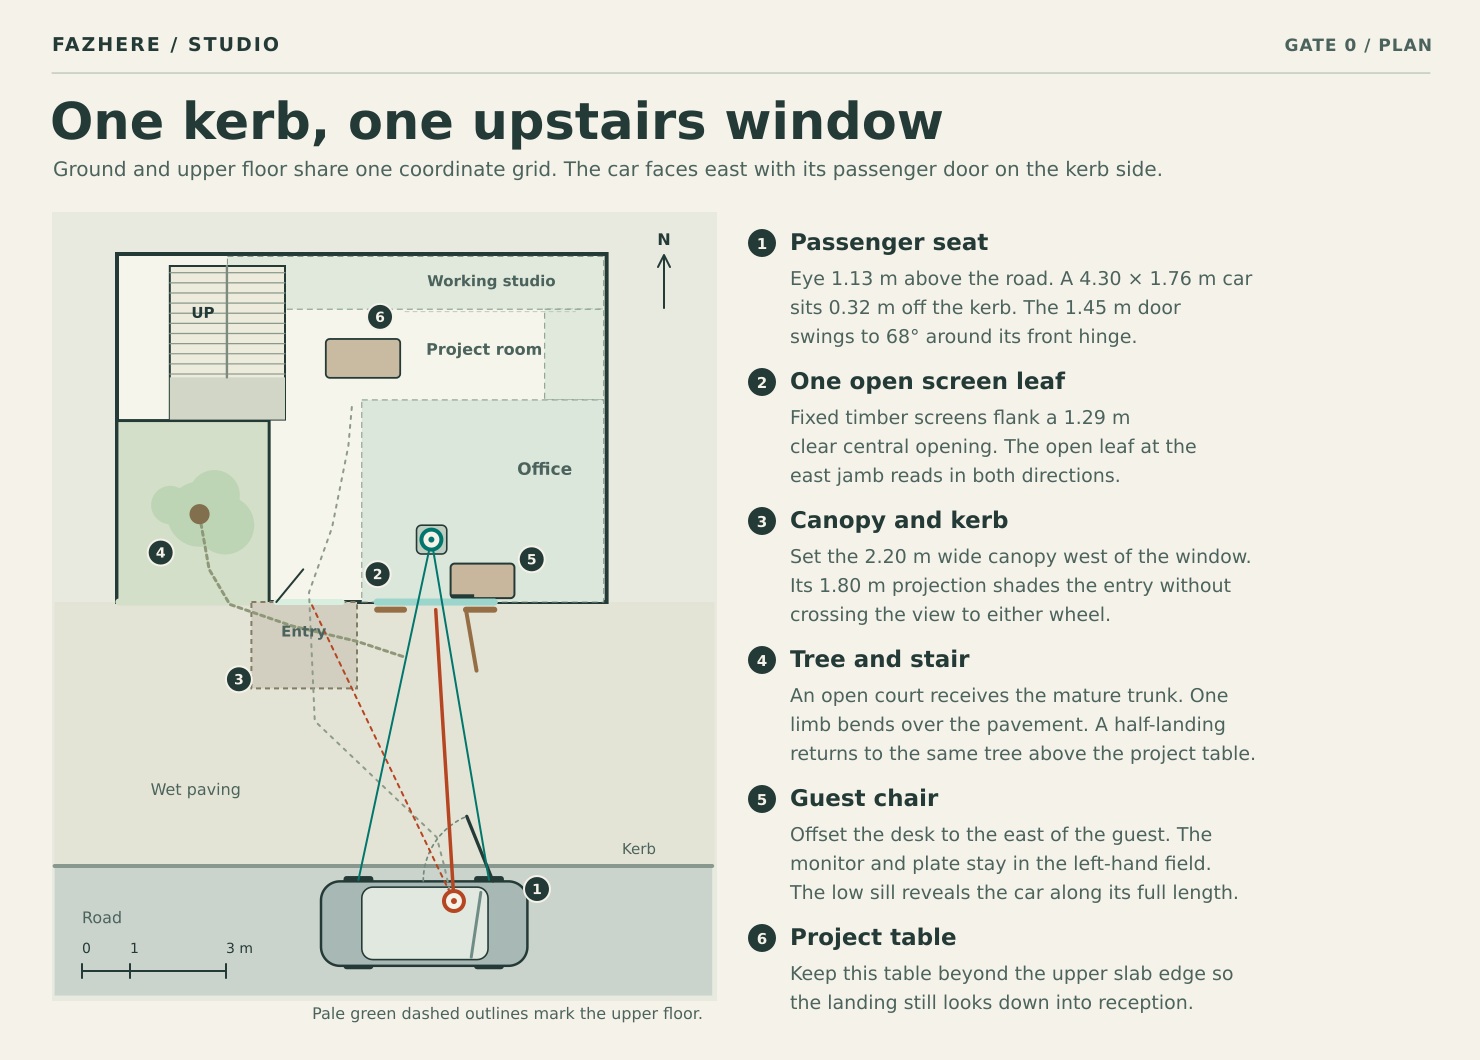 FAZHERE / STUDIO
GATE 0 / PLAN
One kerb, one upstairs window
Ground and upper floor share one coordinate grid. The car faces east with its passenger door on the kerb side.
N
Working studio
UP
6
Project room
Office
4
2
5
Entry
3
Wet paving
Kerb
1
Road
0 1 3 m
Pale green dashed outlines mark the upper floor.
1 Passenger seat
Eye 1.13 m above the road. A 4.30 × 1.76 m car
sits 0.32 m off the kerb. The 1.45 m door
swings to 68° around its front hinge.
2 One open screen leaf
Fixed timber screens flank a 1.29 m
clear central opening. The open leaf at the
east jamb reads in both directions.
3 Canopy and kerb
Set the 2.20 m wide canopy west of the window.
Its 1.80 m projection shades the entry without
crossing the view to either wheel.
4 Tree and stair
An open court receives the mature trunk. One
limb bends over the pavement. A half-landing
returns to the same tree above the project table.
5 Guest chair
Offset the desk to the east of the guest. The
monitor and plate stay in the left-hand field.
The low sill reveals the car along its full length.
6 Project table
Keep this table beyond the upper slab edge so
the landing still looks down into reception.